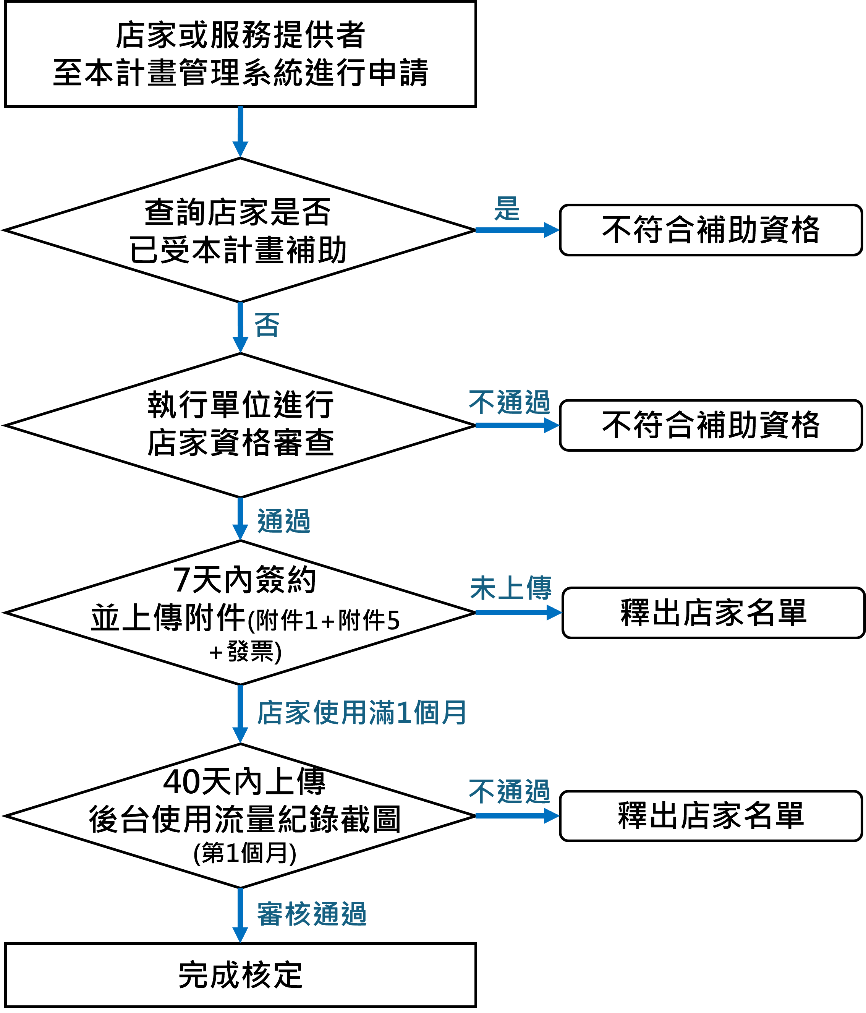 店家或服務提供者
至本計畫管理系統進行申請
查詢店家是否
已受本計畫補助
是
不符合補助資格
否
執行單位進行
店家資格審查
不通過
不符合補助資格
通過
7天內簽約
並上傳附件(附件1+附件5
+發票)
未上傳
釋出店家名單
店家使用滿1個月
40天內上傳
後台使用流量紀錄截圖
(第1個月)
不通過
釋出店家名單
審核通過
完成核定